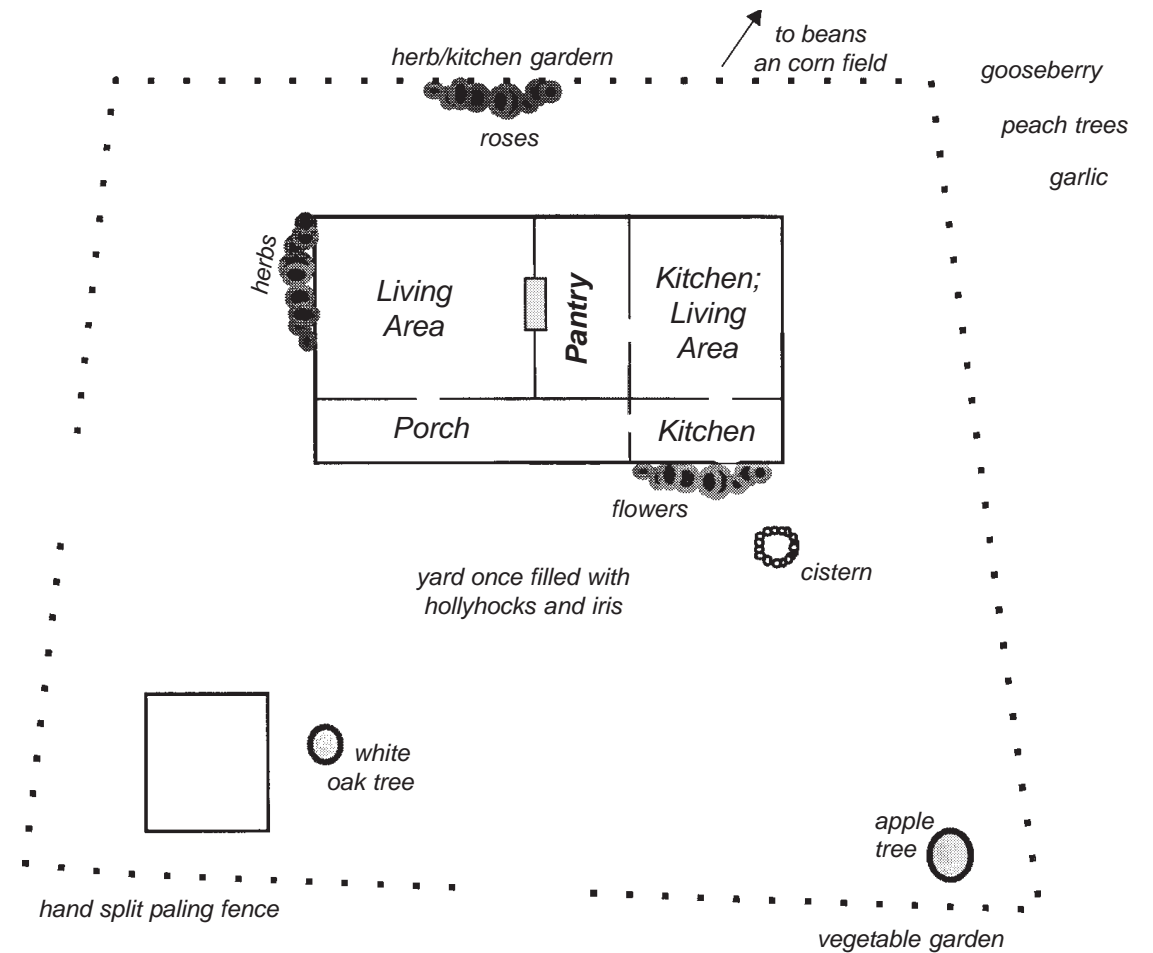 to beans
an corn field
herb/kitchen gardern
gooseberry
peach trees
roses
garlic
herbs
Living
Area
Pantry
Kitchen;
Living
Area
Porch
Kitchen
flowers
cistern
yard once filled with
hollyhocks and iris
white
oak tree
apple
tree
hand split paling fence
vegetable garden